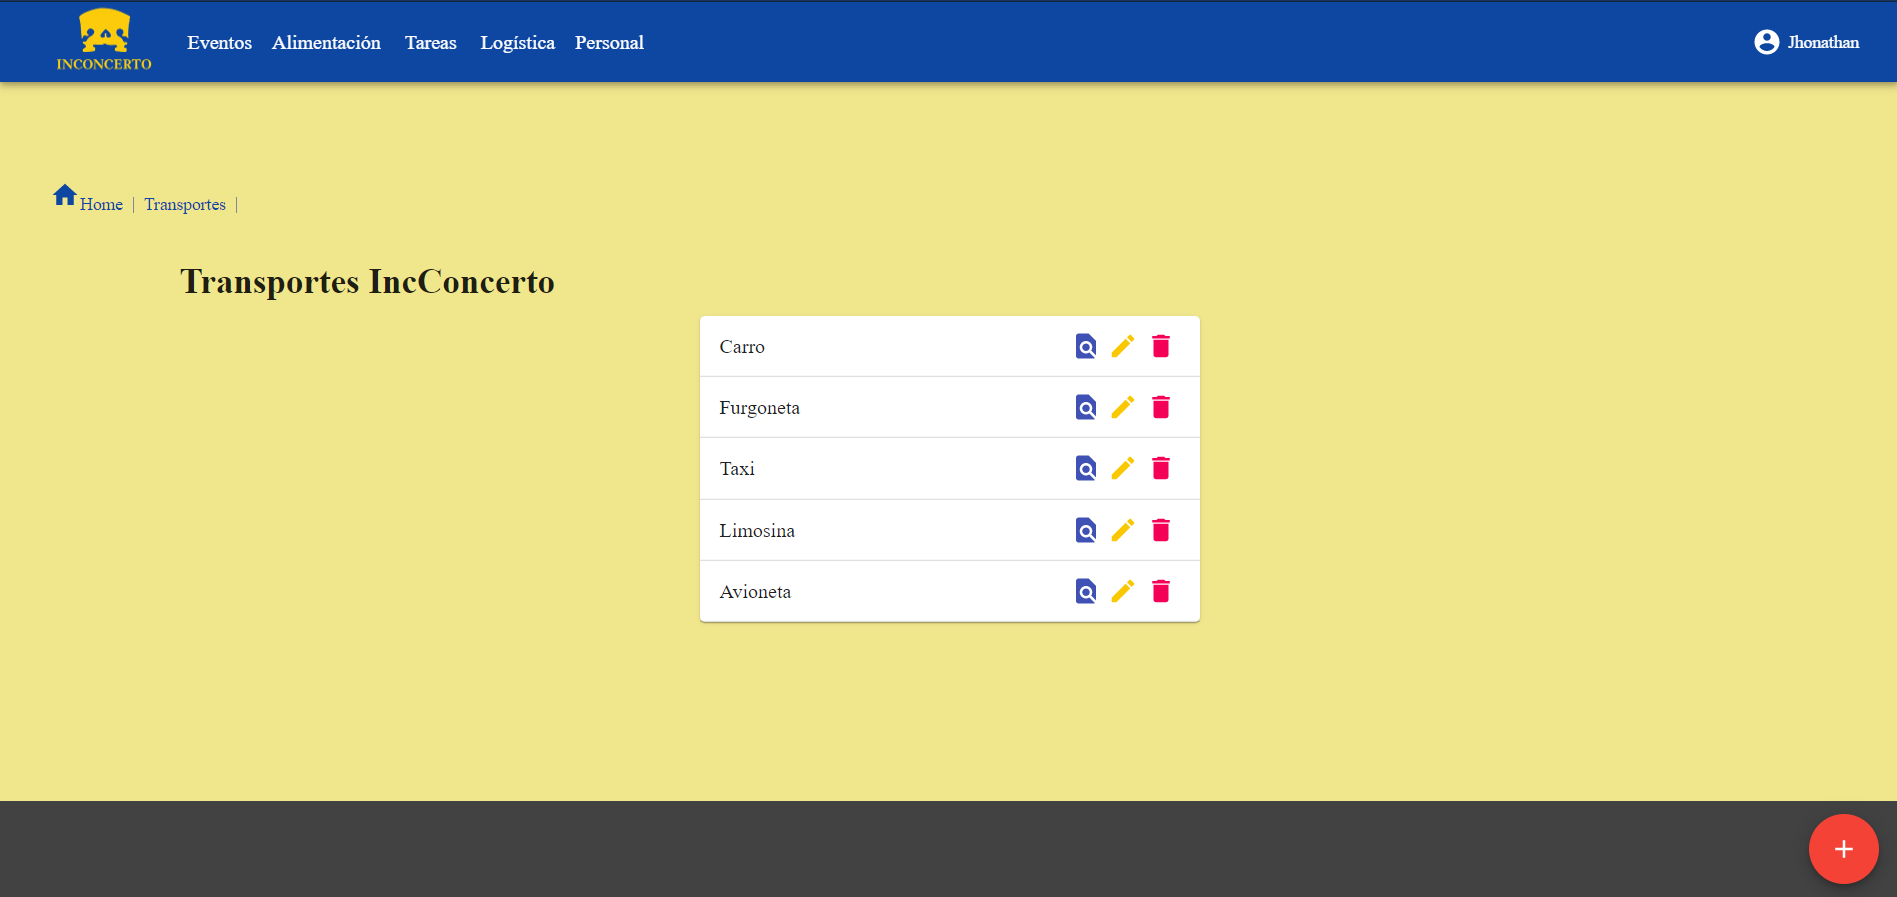 INCONCERTO
Eventos Alimentación Tareas Logística Personal
Jhonathan
Home | Transportes |
Transportes IncConcerto
Carro
Furgoneta
Taxi
Limosina
Avioneta